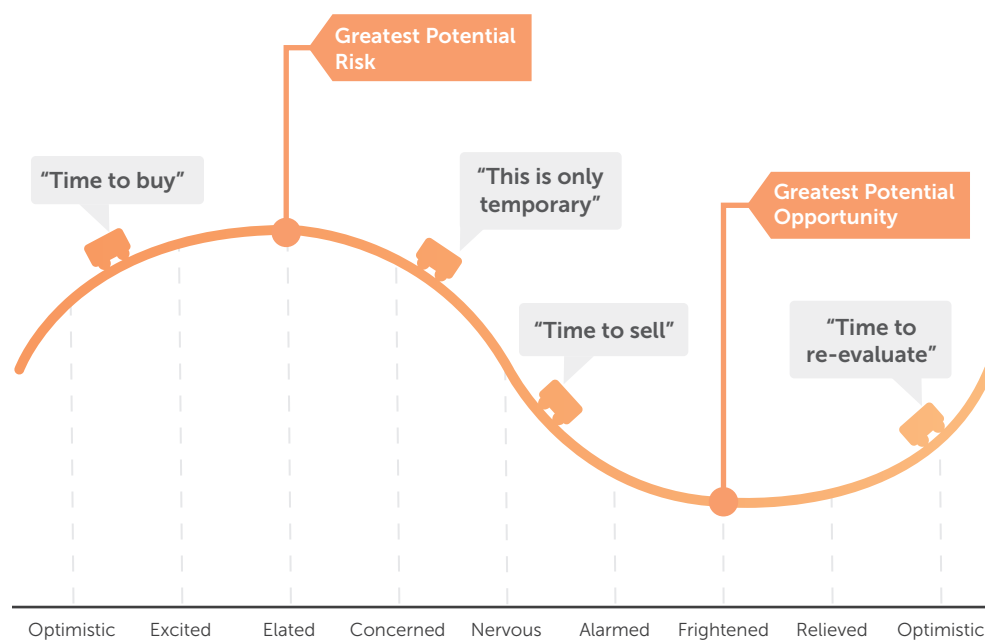 Greatest Potential
Risk
“Time to buy”
“This is only
temporary”
Greatest Potential
Opportunity
“Time to sell”
“Time to
re-evaluate”
Optimistic Excited Elated Concerned Nervous Alarmed Frightened Relieved Optimistic